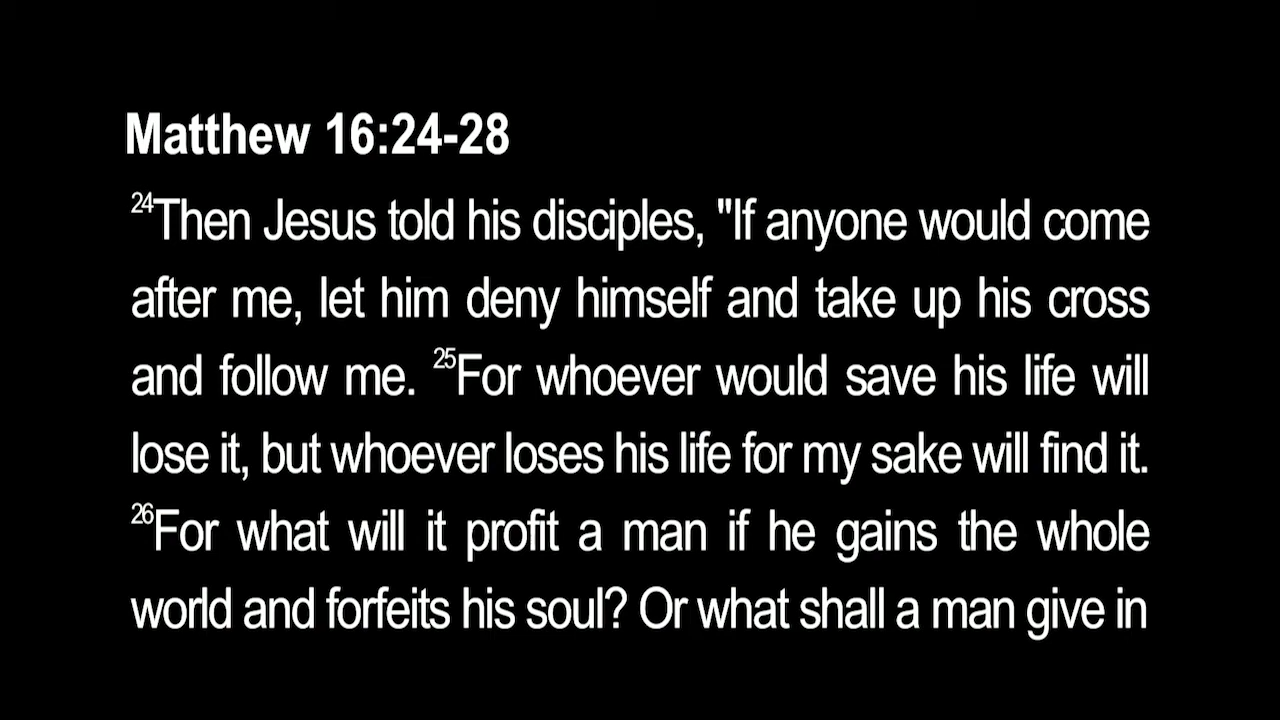 Matthew 16:24-28
24Then Jesus told his disciples, "If anyone would come
after me, let him deny himself and take up his cross
and follow me. 25For whoever would save his life will
lose it, but whoever loses his life for my sake will find it.
26For what will it profit a man if he gains the whole
world and forfeits his soul? Or what shall a man give in